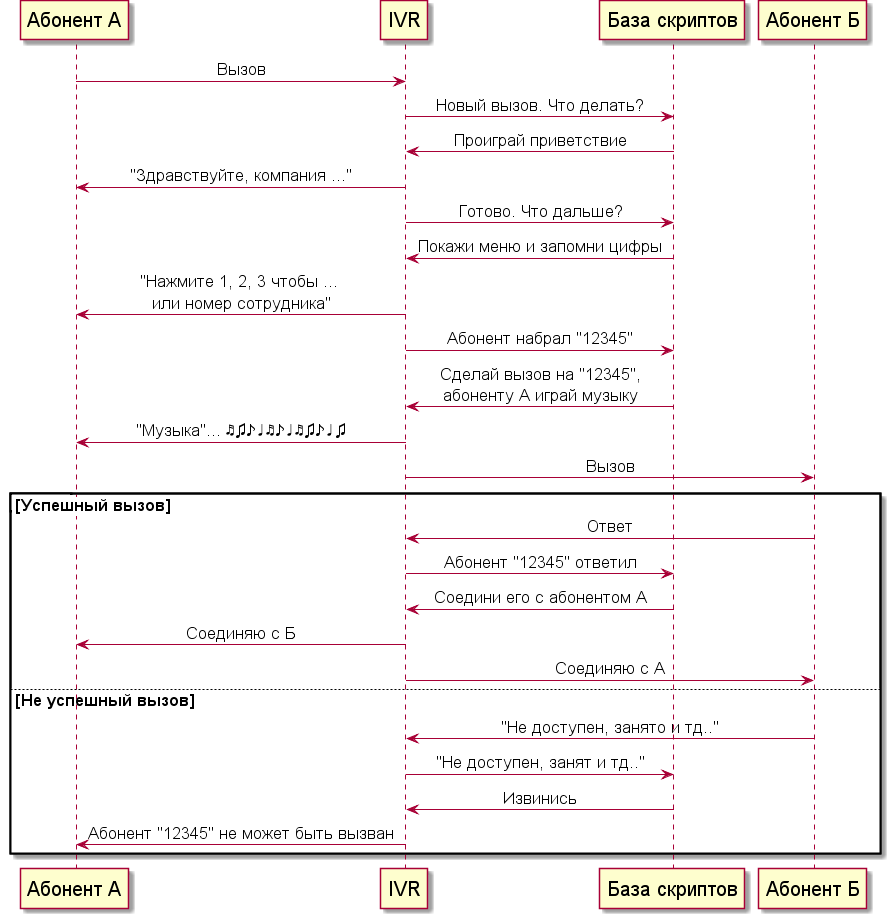 Абонент А
IVR
База скриптов
Абонент Б
Вызов
Новый вызов. Что делать?
Проиграй приветствие
"Здравствуйте, компания ..."
Готово. Что дальше?
Покажи меню и запомни цифры
"Нажмите 1, 2, 3 чтобы ...
или номер сотрудника"
Абонент набрал "12345"
Сделай вызов на "12345",
абоненту А играй музыку
"Музыка"... ♬♫♪♩♬♪♩♬♫♪♩♫
Вызов
[Успешный вызов]
Ответ
Абонент "12345" ответил
Соедини его с абонентом А
Соединяю с Б
Соединяю с А
[Не успешный вызов]
"Не доступен, занято и тд.."
"Не доступен, занят и тд.."
Извинись
Абонент "12345" не может быть вызван
Абонент А
IVR
База скриптов
Абонент Б